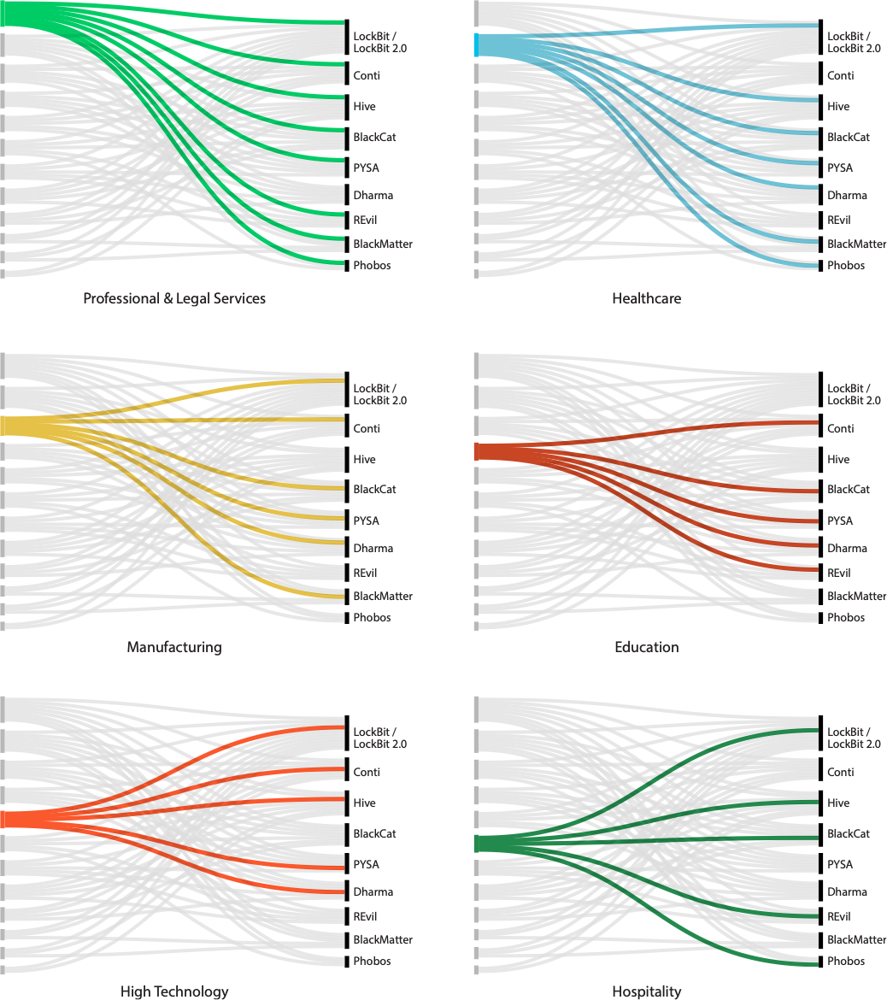 LockBit /
LockBit 2.0
Conti
Hive
BlackCat
PYSA
Dharma
REvil
BlackMatter
Phobos
Professional & Legal Services
LockBit /
LockBit 2.0
Conti
Hive
BlackCat
PYSA
Dharma
REvil
BlackMatter
Phobos
Healthcare
LockBit /
LockBit 2.0
Conti
Hive
BlackCat
PYSA
Dharma
REvil
BlackMatter
Phobos
Manufacturing
LockBit /
LockBit 2.0
Conti
Hive
BlackCat
PYSA
Dharma
REvil
BlackMatter
Phobos
Education
LockBit /
LockBit 2.0
Conti
Hive
BlackCat
PYSA
Dharma
REvil
BlackMatter
Phobos
High Technology
LockBit /
LockBit 2.0
Conti
Hive
BlackCat
PYSA
Dharma
REvil
BlackMatter
Phobos
Hospitality